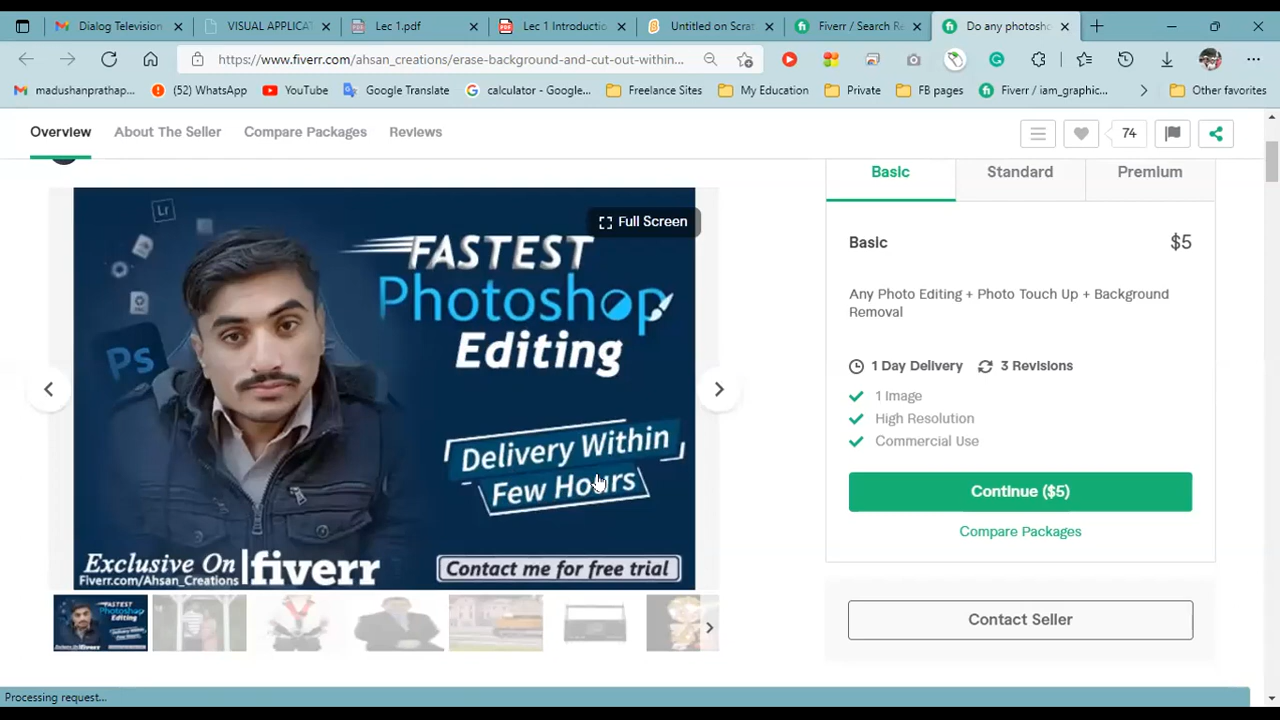 Dialog Television
VISUAL APPLICAT
Lec 1.pdf
Lec 1 Introductio
Untitled on Scrat
Fiverr / Search Re
Do any photosh
https://www.fiverr.com/ahsan_creations/erase-background-and-cut-out-within...
madushanprathap...
(52) WhatsApp
YouTube
Google Translate
calculator - Google...
Freelance Sites
My Education
Private
FB pages
Fiverr / iam_graphic...
Other favorites
Overview
About The Seller
Compare Packages
Reviews
74
Lr
Ps
Full Screen
FASTEST
Photoshop
Editing
Delivery Within
Few Hours
Exclusive On
Fiverr.com/Ahsan_Creations
fiverr
Contact me for free trial
Basic
Standard
Premium
Basic
$5
Any Photo Editing + Photo Touch Up + Background
Removal
1 Day Delivery
3 Revisions
1 Image
High Resolution
Commercial Use
Continue ($5)
Compare Packages
Contact Seller
Processing request...